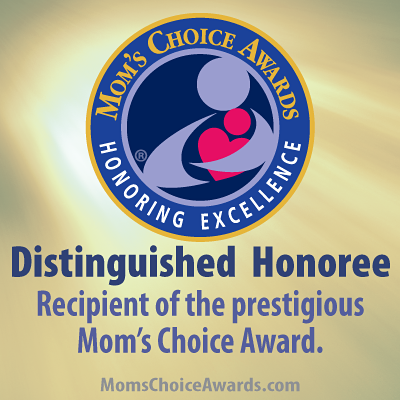 MOM'S CHOICE AWARDS
HONORING EXCELLENCE
®
Distinguished Honoree
Recipient of the prestigious
Mom's Choice Award.
MomsChoiceAwards.com